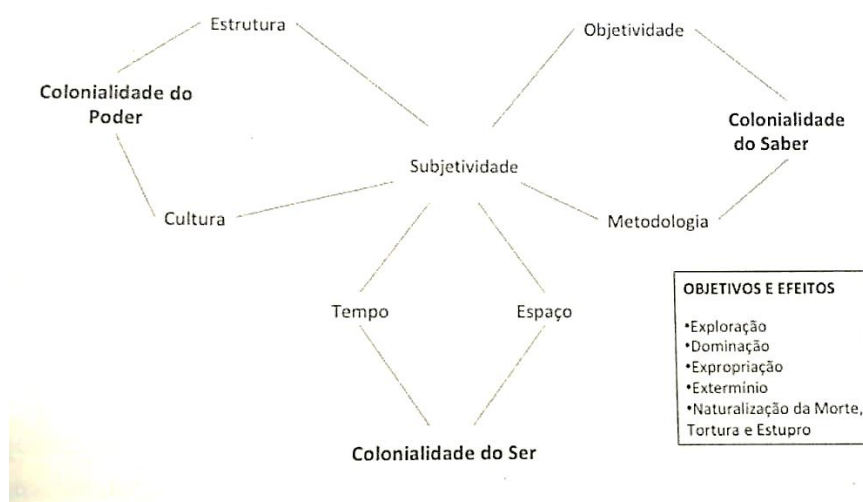 Estrutura
Objetividade
Colonialidade do
Poder
Colonialidade
do Saber
Subjetividade
Cultura
Metodologia
Tempo
Espaço
OBJETIVOS E EFEITOS
•Exploração
•Dominação
•Expropriação
•Extermínio
•Naturalização da Morte,
Tortura e Estupro
Colonialidade do Ser